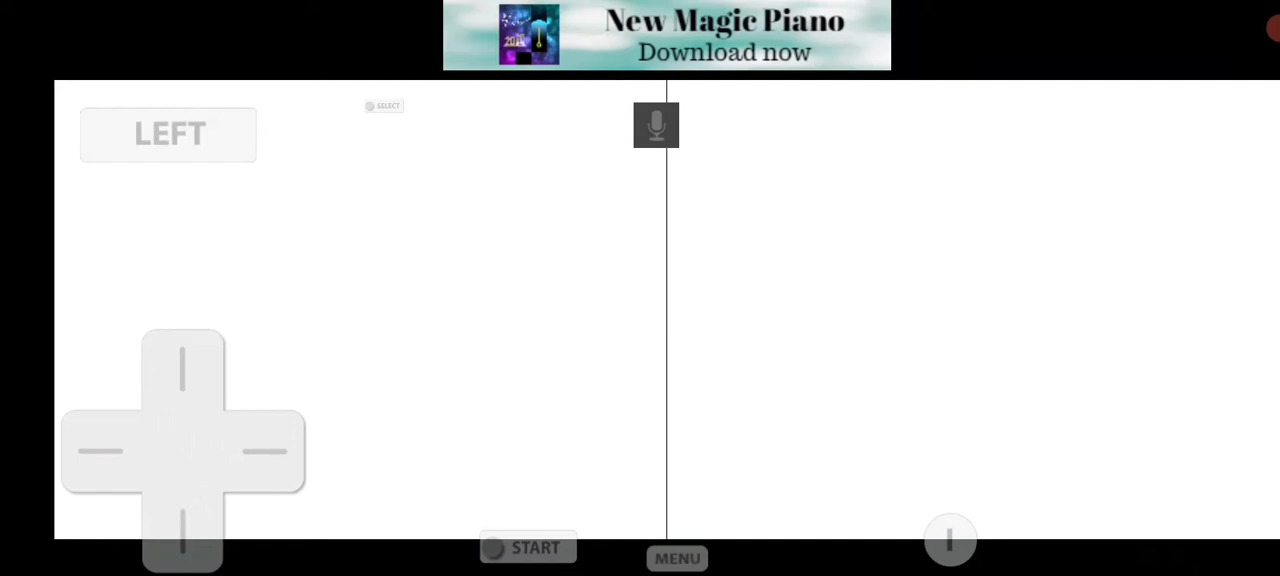 New Magic Piano
Download now
LEFT
SELECT
START
MENU